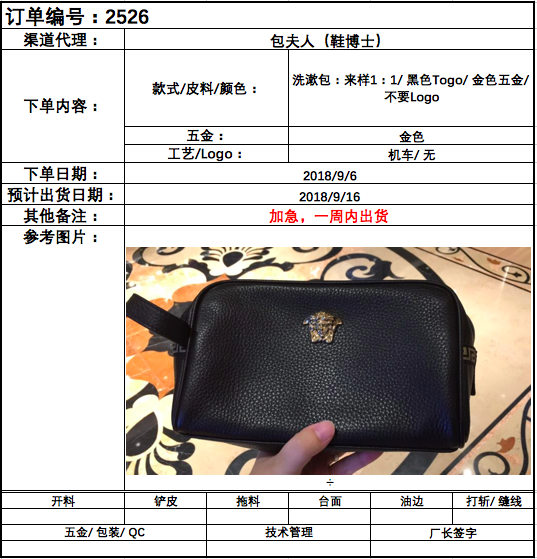 订单编号：2526
渠道代理：
包夫人（鞋博士）
下单内容：
款式/皮料/颜色：
洗漱包：来样1：1/ 黑色Togo/ 金色五金/
不要Logo
五金：
金色
工艺/Logo：
机车/ 无
下单日期：
2018/9/6
预计出货日期：
2018/9/16
其他备注：
加急，一周内出货
参考图片：
÷
开料
铲皮
拖料
台面
油边
打斩/ 缝线
五金/ 包装/ QC
技术管理
厂长签字